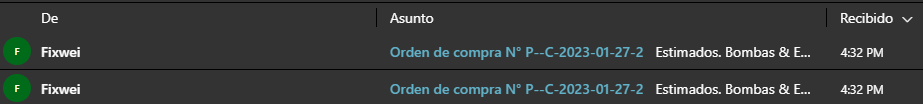 De Asunto Recibido
F Fixwei Orden de compra N° P--C-2023-01-27-2 Estimados. Bombas & E... 4:32 PM
F Fixwei Orden de compra N° P--C-2023-01-27-2 Estimados. Bombas & E... 4:32 PM